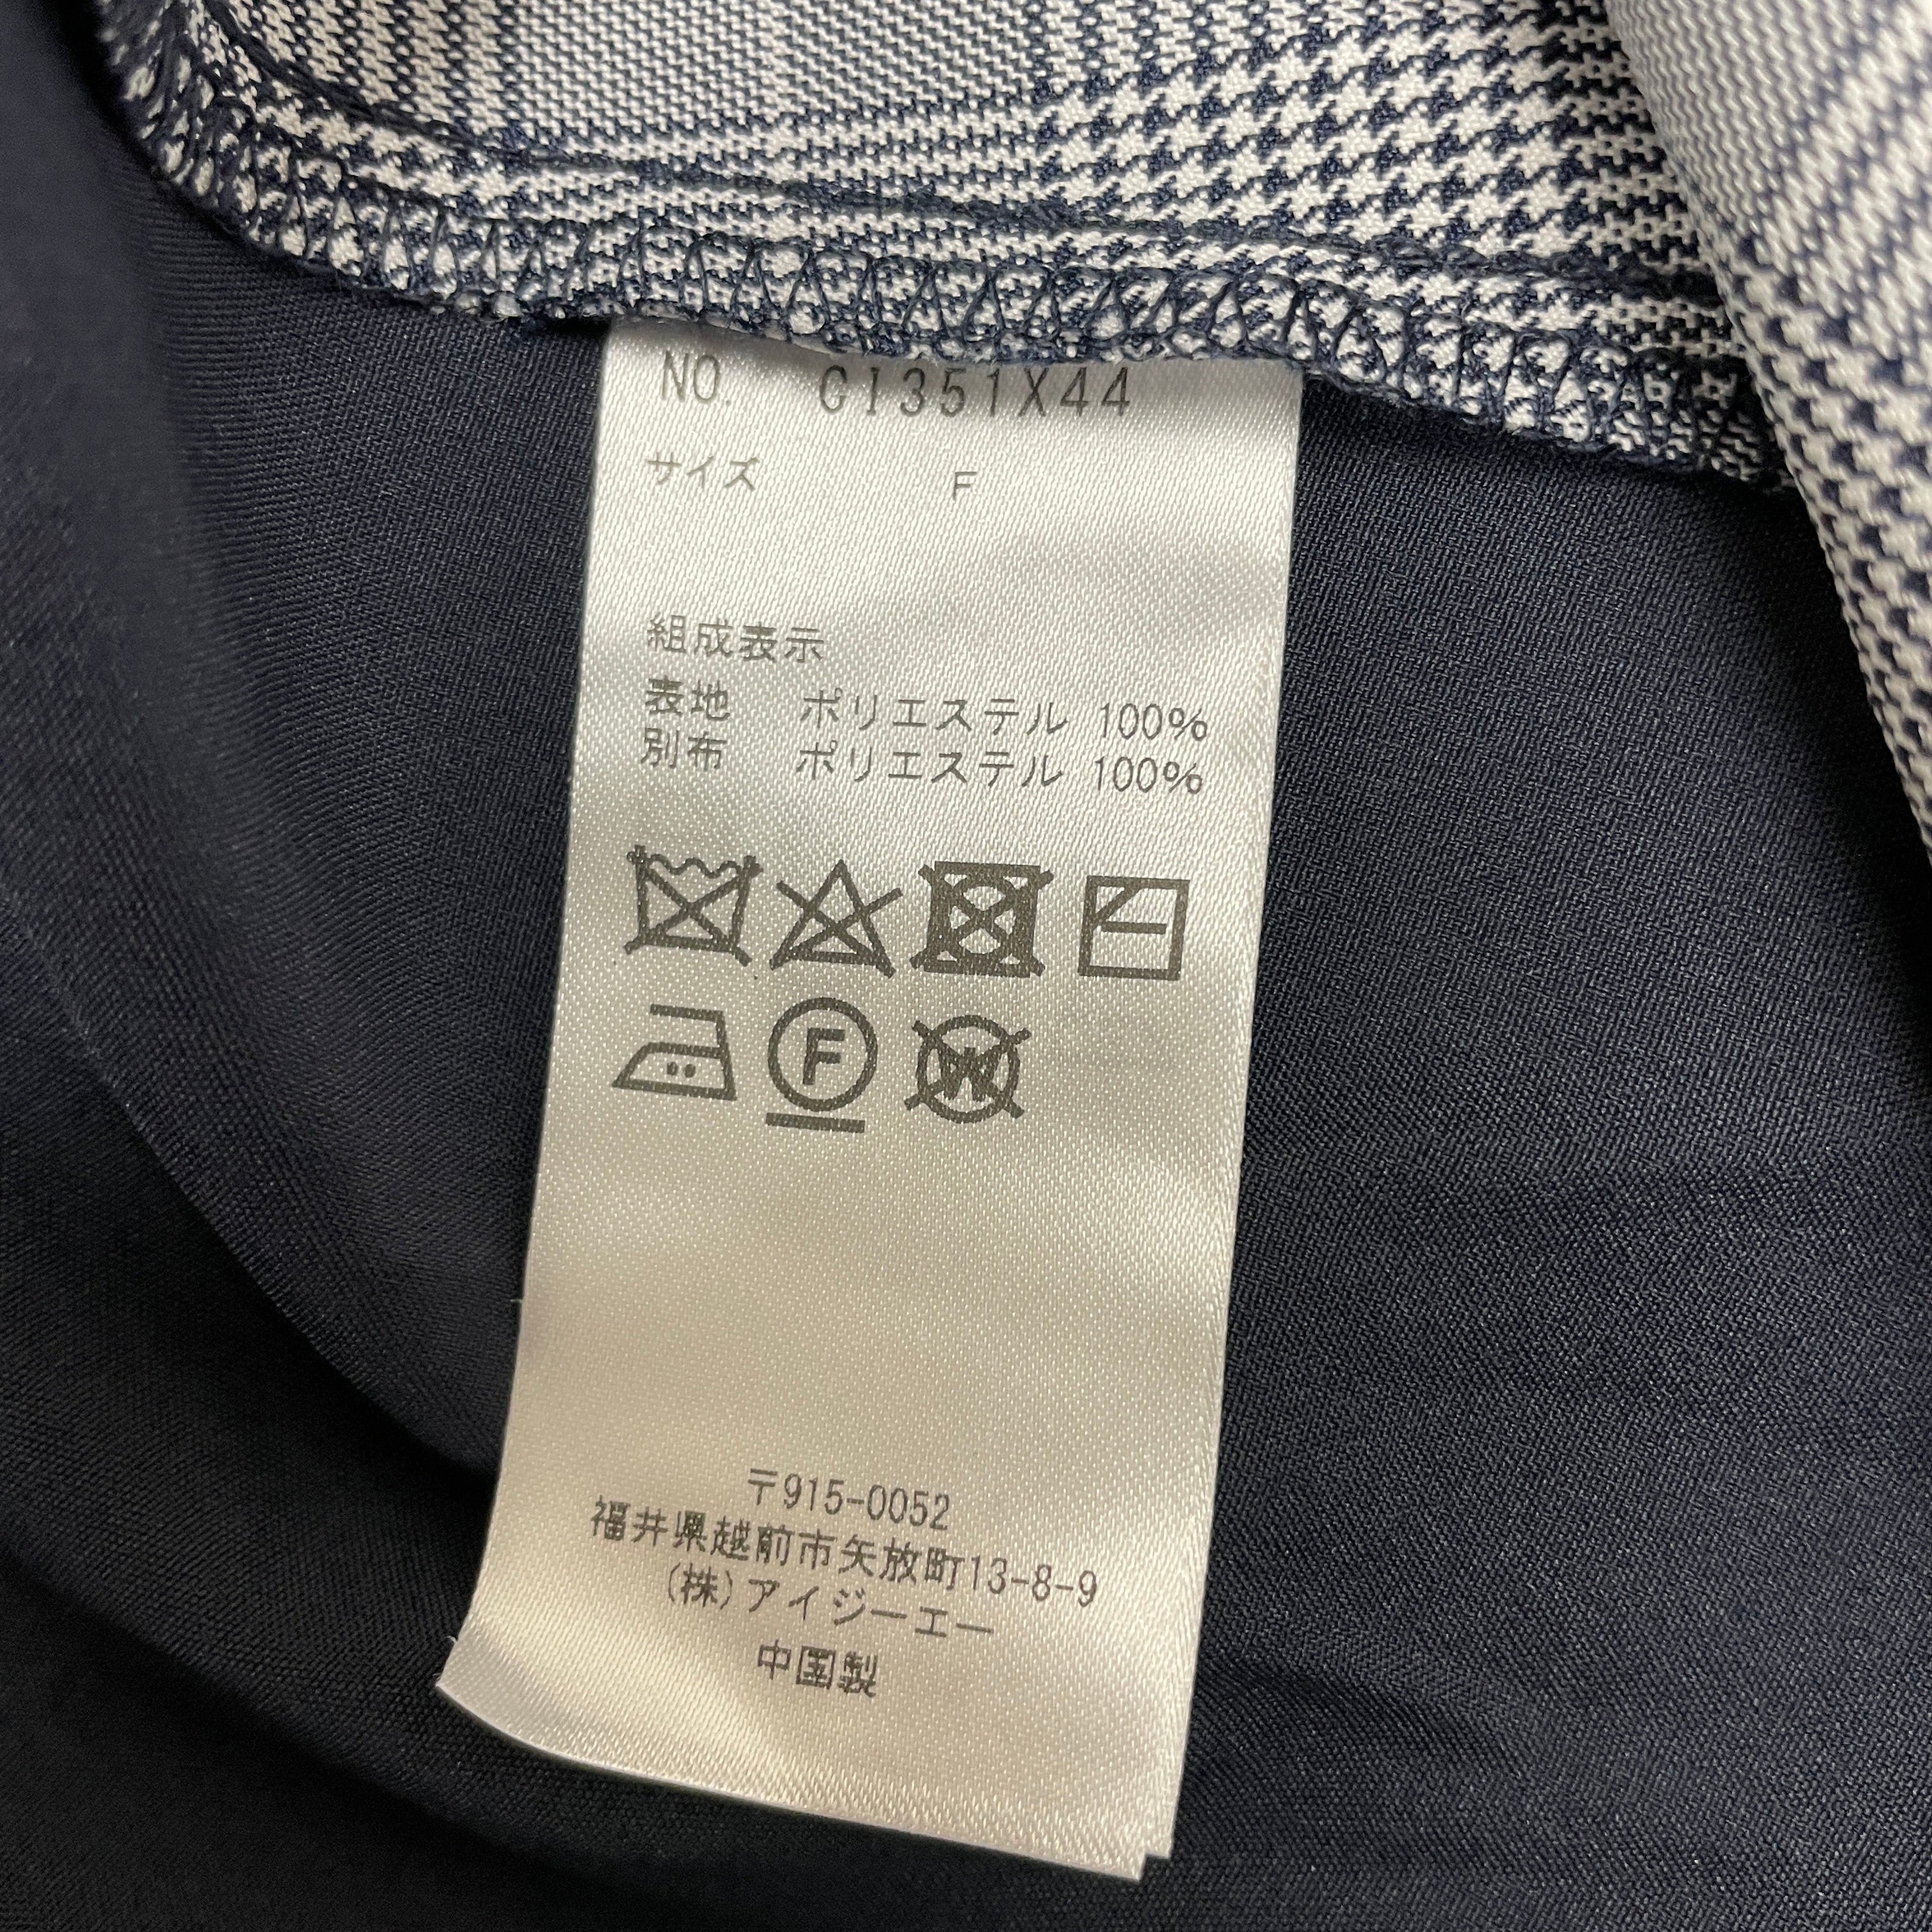 NO. CI351X44
サイズ F
組成表示
表地 ポリエステル 100%
別布 ポリエステル 100%
F
W
〒915-0052
福井県越前市矢放町13-8-9
(株)アイジーエー
中国製